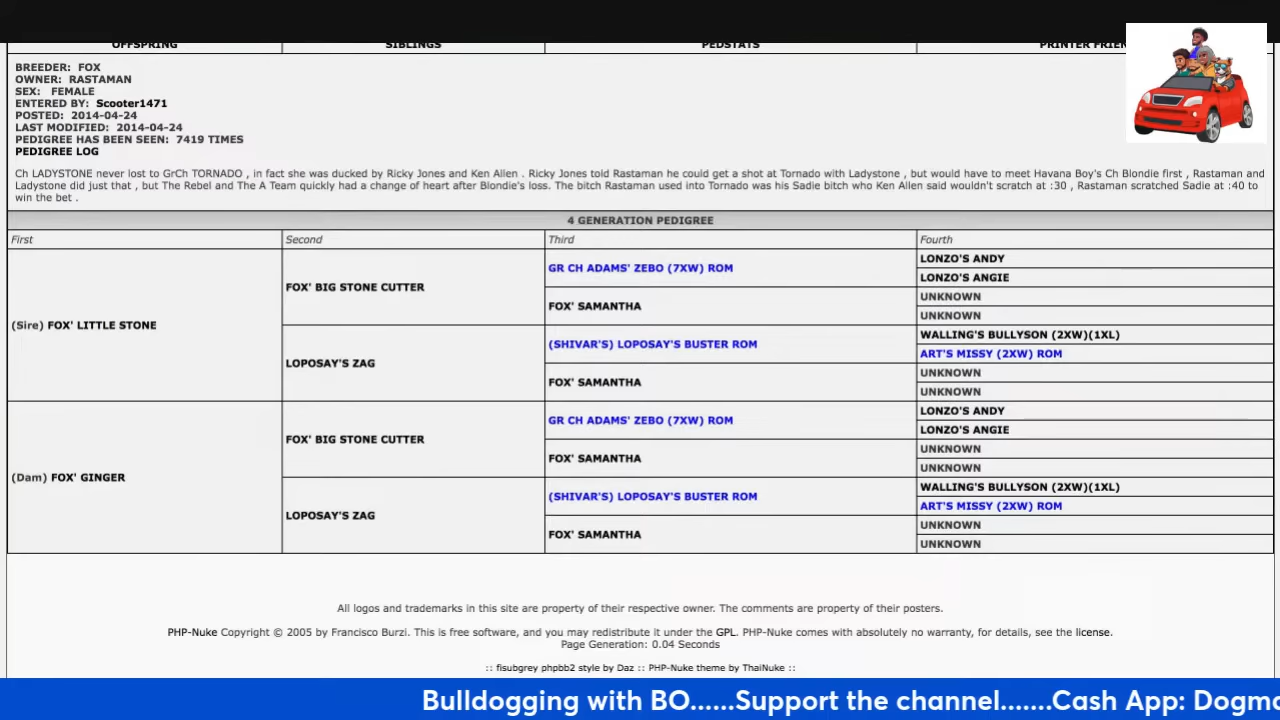 OFFSPRING SIBLINGS PEDSTATS PRINTER
BREEDER: FOX
OWNER: RASTAMAN
SEX: FEMALE
ENTERED BY: Scooter1471
POSTED: 2014-04-24
LAST MODIFIED: 2014-04-24
PEDIGREE HAS BEEN SEEN: 7419 TIMES
PEDIGREE LOG
Ch LADYSTONE never lost to GrCh TORNADO , in fact she was ducked by Ricky Jones and Ken Allen . Ricky Jones told Rastaman he could get a shot at Tornado with Ladystone , but would have to meet Havana Boy's Ch Blondie first , Rastaman and
Ladystone did just that , but The Rebel and The A Team quickly had a change of heart after Blondie's loss. The bitch Rastaman used into Tornado was his Sadie bitch who Ken Allen said wouldn't scratch at :30 , Rastaman scratched Sadie at :40 to
win the bet .
4 GENERATION PEDIGREE
First Second Third Fourth
(Sire) FOX' LITTLE STONE
FOX' BIG STONE CUTTER
GR CH ADAMS' ZEBO (7XW) ROM
LONZO'S ANDY
LONZO'S ANGIE
FOX' SAMANTHA
UNKNOWN
UNKNOWN
LOPOSAY'S ZAG
(SHIVAR'S) LOPOSAY'S BUSTER ROM
WALLING'S BULLYSON (2XW)(1XL)
ART'S MISSY (2XW) ROM
FOX' SAMANTHA
UNKNOWN
UNKNOWN
(Dam) FOX' GINGER
FOX' BIG STONE CUTTER
GR CH ADAMS' ZEBO (7XW) ROM
LONZO'S ANDY
LONZO'S ANGIE
FOX' SAMANTHA
UNKNOWN
UNKNOWN
LOPOSAY'S ZAG
(SHIVAR'S) LOPOSAY'S BUSTER ROM
WALLING'S BULLYSON (2XW)(1XL)
ART'S MISSY (2XW) ROM
FOX' SAMANTHA
UNKNOWN
UNKNOWN
All logos and trademarks in this site are property of their respective owner. The comments are property of their posters.
PHP-Nuke Copyright © 2005 by Francisco Burzi. This is free software, and you may redistribute it under the GPL. PHP-Nuke comes with absolutely no warranty, for details, see the license.
Page Generation: 0.04 Seconds
:: fisubgrey phpbb2 style by Daz :: PHP-Nuke theme by ThaiNuke ::
Bulldogging with BO......Support the channel.......Cash App: